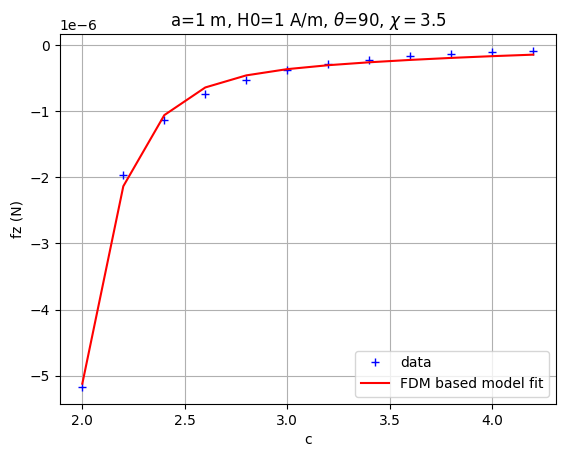 a=1 m, H0=1 A/m, θ=90, χ = 3.5
1e−6
0
−1
−2
−3
−4
−5
fz (N)
2.0
2.5
3.0
3.5
4.0
c
data
FDM based model fit